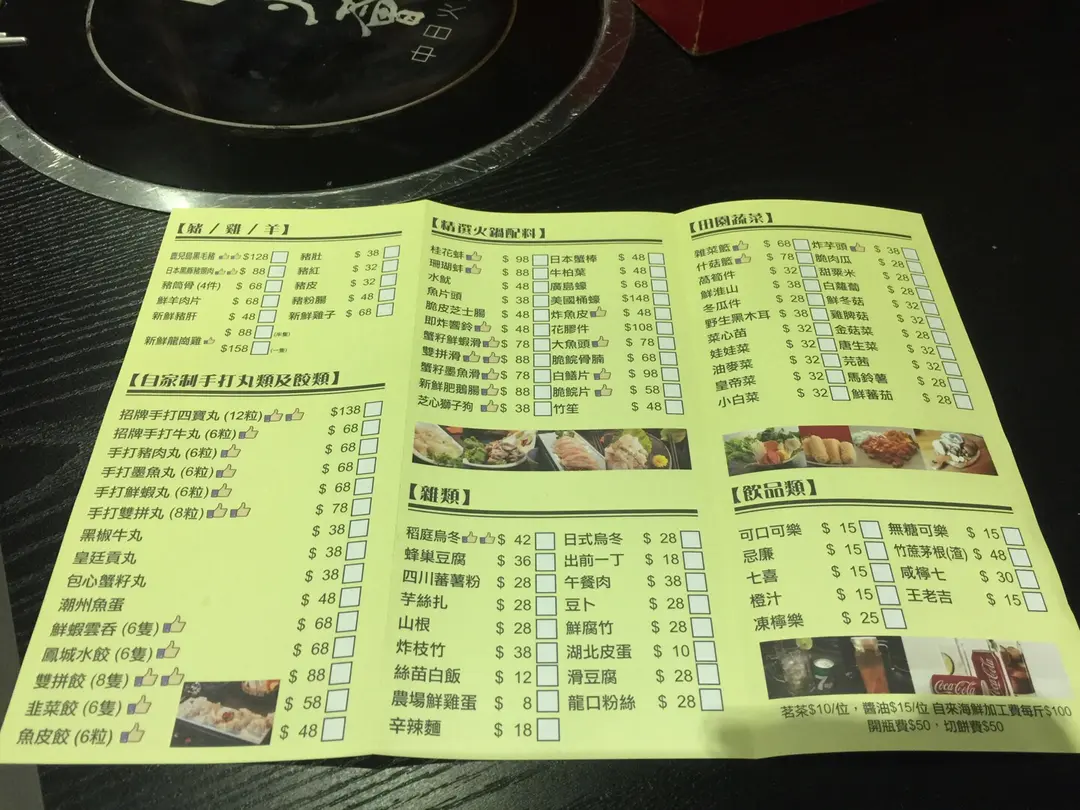 中日火
【豬 / 雞 / 羊】
鹿兒島黑毛豬 $128
日本黑豚豬頸肉 $ 88
豬筒骨 (4件) $ 68
鮮羊肉片 $ 68
新鮮豬肝 $ 48
新鮮龍崗雞 $ 88 (半隻)
$158 (一隻)
豬肚 $ 38
豬紅 $ 32
豬皮 $ 32
豬粉腸 $ 48
新鮮雞子 $ 68
【自家制手打丸類及餃類】
招牌手打四寶丸 (12粒) $138
招牌手打牛丸 (6粒) $ 68
手打豬肉丸 (6粒) $ 68
手打墨魚丸 (6粒) $ 68
手打鮮蝦丸 (6粒) $ 68
手打雙拼丸 (8粒) $ 78
黑椒牛丸 $ 38
皇廷貢丸 $ 38
包心蟹籽丸 $ 38
潮州魚蛋 $ 48
鮮蝦雲吞 (6隻) $ 68
鳳城水餃 (6隻) $ 68
雙拼餃 (8隻) $ 88
韭菜餃 (6隻) $ 58
魚皮餃 (6粒) $ 48
【精選火鍋配料】
桂花蚌 $ 98
珊瑚蚌 $ 88
水魷 $ 48
魚片頭 $ 38
脆皮芝士腸 $ 48
即炸響鈴 $ 48
蟹籽鮮蝦滑 $ 78
雙拼滑 $ 88
蟹籽墨魚滑 $ 78
新鮮肥鵝腸 $ 88
芝心獅子狗 $ 38
日本蟹棒 $ 48
牛柏葉 $ 48
廣島蠔 $ 68
美國桶蠔 $148
炸魚皮 $ 48
花膠件 $108
大魚頭 $ 78
脆脘骨腩 $ 68
白鱔片 $ 98
脆脘片 $ 58
竹笙 $ 48
【雜類】
稻庭烏冬 $ 42
蜂巢豆腐 $ 36
四川蕃薯粉 $ 28
芋絲扎 $ 28
山根 $ 28
炸枝竹 $ 38
絲苗白飯 $ 12
農場鮮雞蛋 $ 8
辛辣麵 $ 18
日式烏冬 $ 28
出前一丁 $ 18
午餐肉 $ 38
豆卜 $ 28
鮮腐竹 $ 28
湖北皮蛋 $ 10
滑豆腐 $ 28
龍口粉絲 $ 28
【田園蔬菜】
雜菜籃 $ 68
什菇籃 $ 78
萵筍件 $ 32
鮮淮山 $ 38
冬瓜件 $ 28
野生黑木耳 $ 38
菜心苗 $ 32
娃娃菜 $ 32
油麥菜 $ 32
皇帝菜 $ 32
小白菜 $ 32
炸芋頭 $ 38
脆肉瓜 $ 28
甜粟米 $ 28
白蘿蔔 $ 28
鮮冬菇 $ 32
雞髀菇 $ 32
金菇菜 $ 28
唐生菜 $ 32
芫茜 $ 32
馬鈴薯 $ 28
鮮蕃茄 $ 28
【飲品類】
可口可樂 $ 15
忌廉 $ 15
七喜 $ 15
橙汁 $ 15
凍檸樂 $ 25
無糖可樂 $ 15
竹蔗茅根(渣) $ 48
咸檸七 $ 30
王老吉 $ 15
Coca-Cola
茗茶$10/位，醬油$15/位 自來海鮮加工費每斤$100
開瓶費$50，切餅費$50